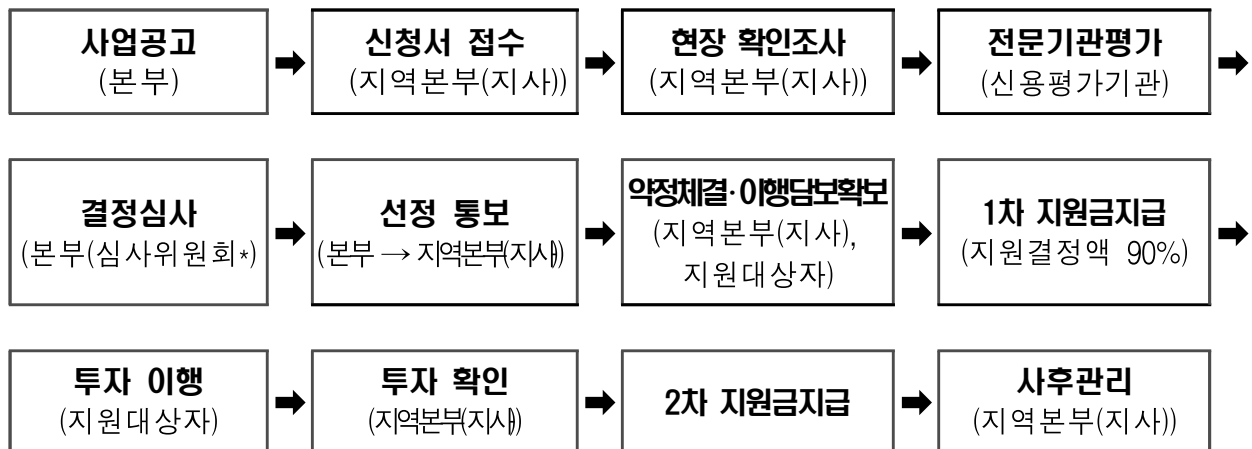 사업공고
(본부)
신청서 접수
(지역본부(지사))
현장 확인조사
(지역본부(지사))
전문기관평가
(신용평가기관)
결정심사
(본부(심사위원회*)
선정 통보
(본부 → 지역본부(지사))
약정체결·이행담보확보
(지역본부(지사),
지원대상자)
1차 지원금지급
(지원결정액 90%)
투자 이행
(지원대상자)
투자 확인
(지역본부(지사))
2차 지원금지급
사후관리
(지역본부(지사))